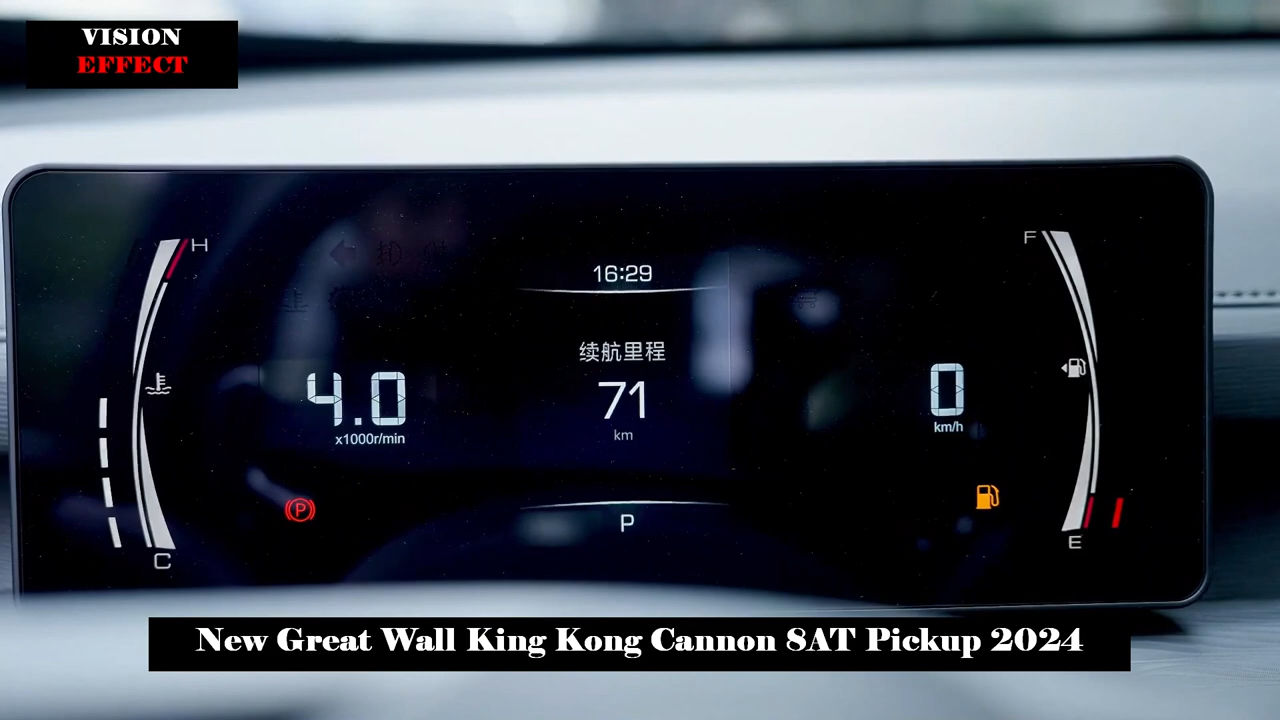 VISION
EFFECT
H
F
16:29
续航里程
4.0
71
0
x1000r/min
km
km/h
P
P
C
E
New Great Wall King Kong Cannon 8AT Pickup 2024